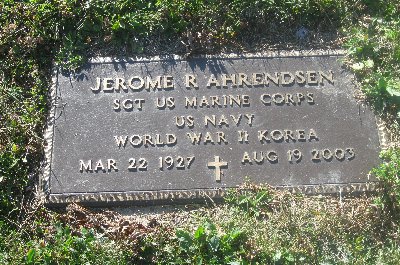 JEROME R AHRENDSEN
SGT US MARINE CORPS
US NAVY
WORLD WAR II KOREA
MAR 22 1927 AUG 19 2003